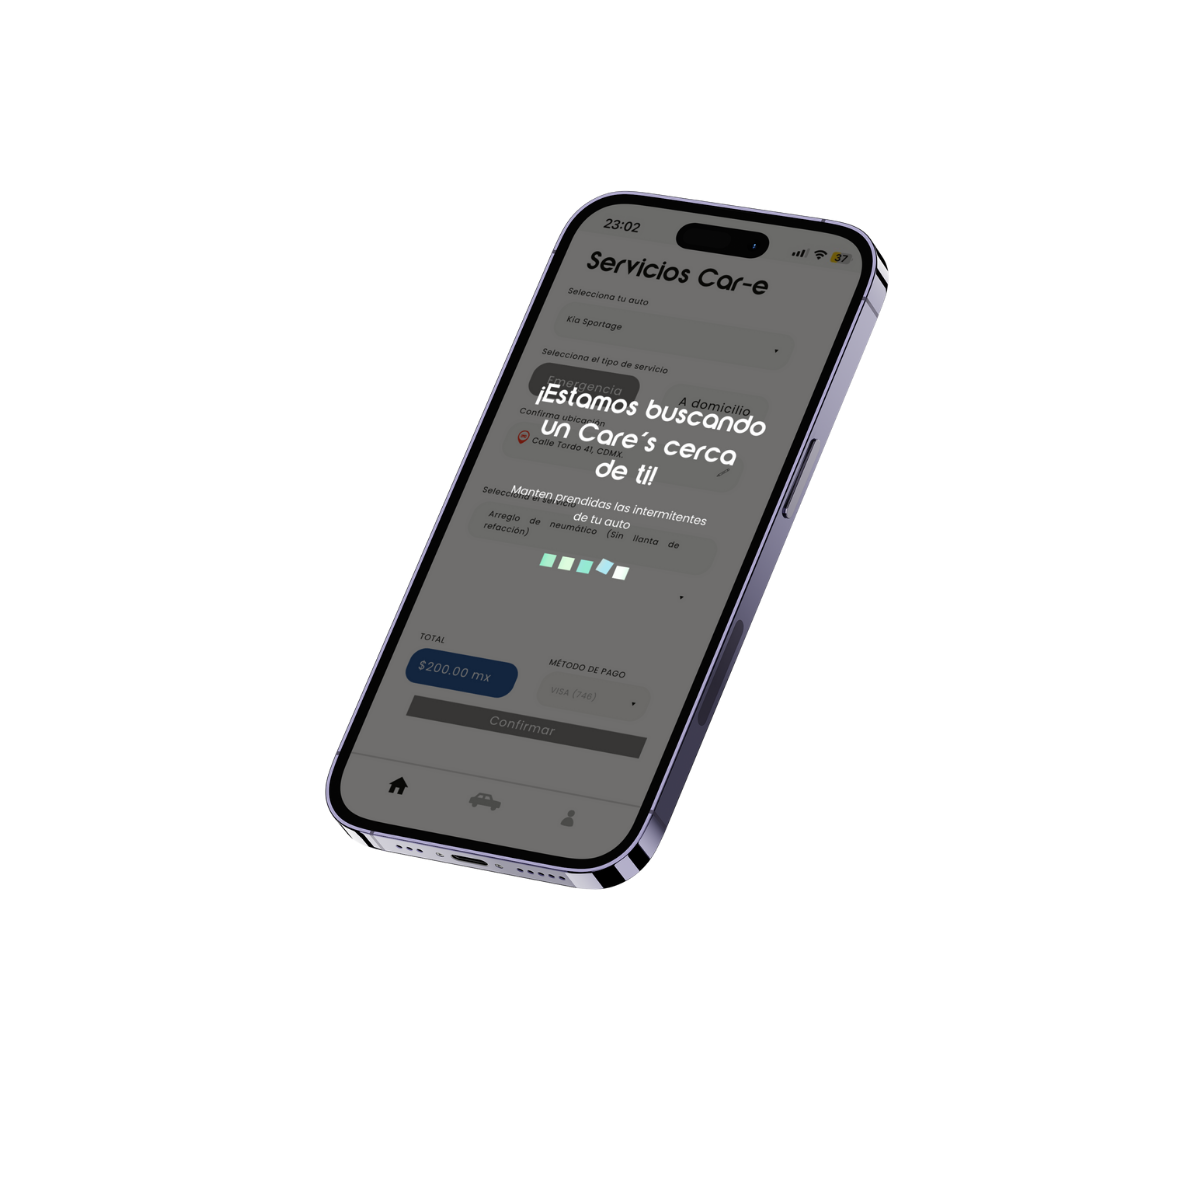 23:02
37
Servicios Car-e
Selecciona tu auto
Kia Sportage
Selecciona el tipo de servicio
Emergencia
A domicilio
¡Estamos buscando
un Care´s cerca
de ti!
Confirma ubicación
Calle Tordo 41, CDMX.
Manten prendidas las intermitentes
de tu auto
Selecciona el servicio
Arreglo de neumático (Sin llanta de
refacción)
TOTAL
$200.00 mx
MÉTODO DE PAGO
VISA (746)
Confirmar